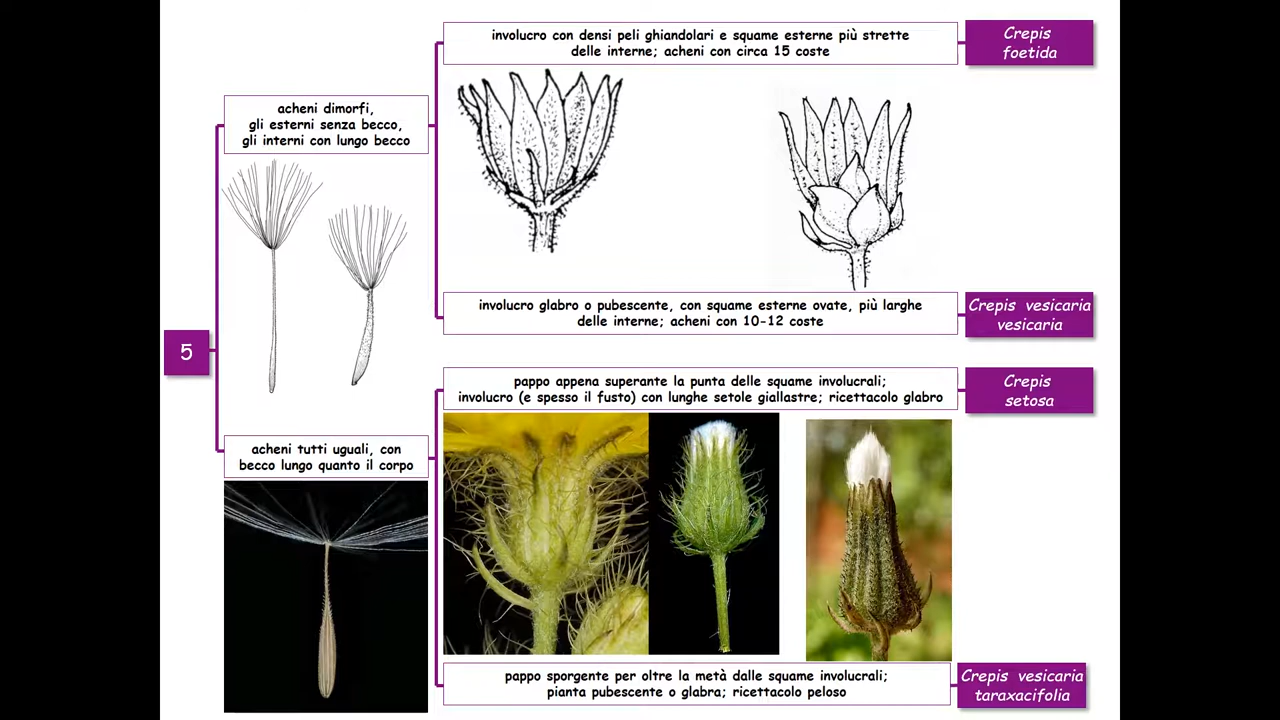 involucro con densi peli ghiandolari e squame esterne più strette
delle interne; acheni con circa 15 coste
Crepis
foetida
acheni dimorfi,
gli esterni senza becco,
gli interni con lungo becco
involucro glabro o pubescente, con squame esterne ovate, più larghe
delle interne; acheni con 10-12 coste
Crepis vesicaria
vesicaria
5
pappo appena superante la punta delle squame involucrali;
involucro (e spesso il fusto) con lunghe setole giallastre; ricettacolo glabro
Crepis
setosa
acheni tutti uguali, con
becco lungo quanto il corpo
pappo sporgente per oltre la metà dalle squame involucrali;
pianta pubescente o glabra; ricettacolo peloso
Crepis vesicaria
taraxacifolia